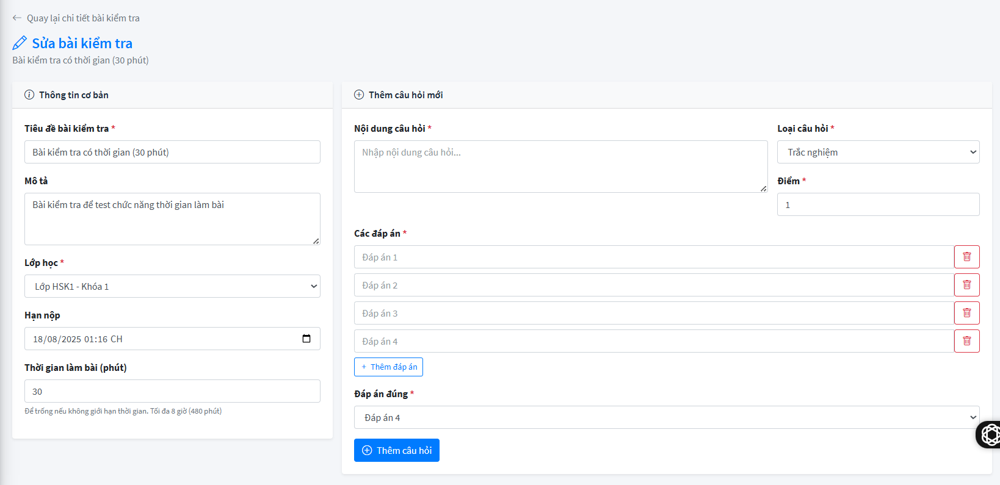 Quay lại chi tiết bài kiểm tra
Sửa bài kiểm tra
Bài kiểm tra có thời gian (30 phút)
Thông tin cơ bản
Tiêu đề bài kiểm tra *
Bài kiểm tra có thời gian (30 phút)
Mô tả
Bài kiểm tra để test chức năng thời gian làm bài
Lớp học *
Lớp HSK1 - Khóa 1
Hạn nộp
18/08/2025 01:16 CH
Thời gian làm bài (phút)
30
Để trống nếu không giới hạn thời gian. Tối đa 8 giờ (480 phút)
Thêm câu hỏi mới
Nội dung câu hỏi *
Nhập nội dung câu hỏi...
Loại câu hỏi *
Trắc nghiệm
Điểm *
1
Các đáp án *
Đáp án 1
Đáp án 2
Đáp án 3
Đáp án 4
+ Thêm đáp án
Đáp án đúng *
Đáp án 4
Thêm câu hỏi